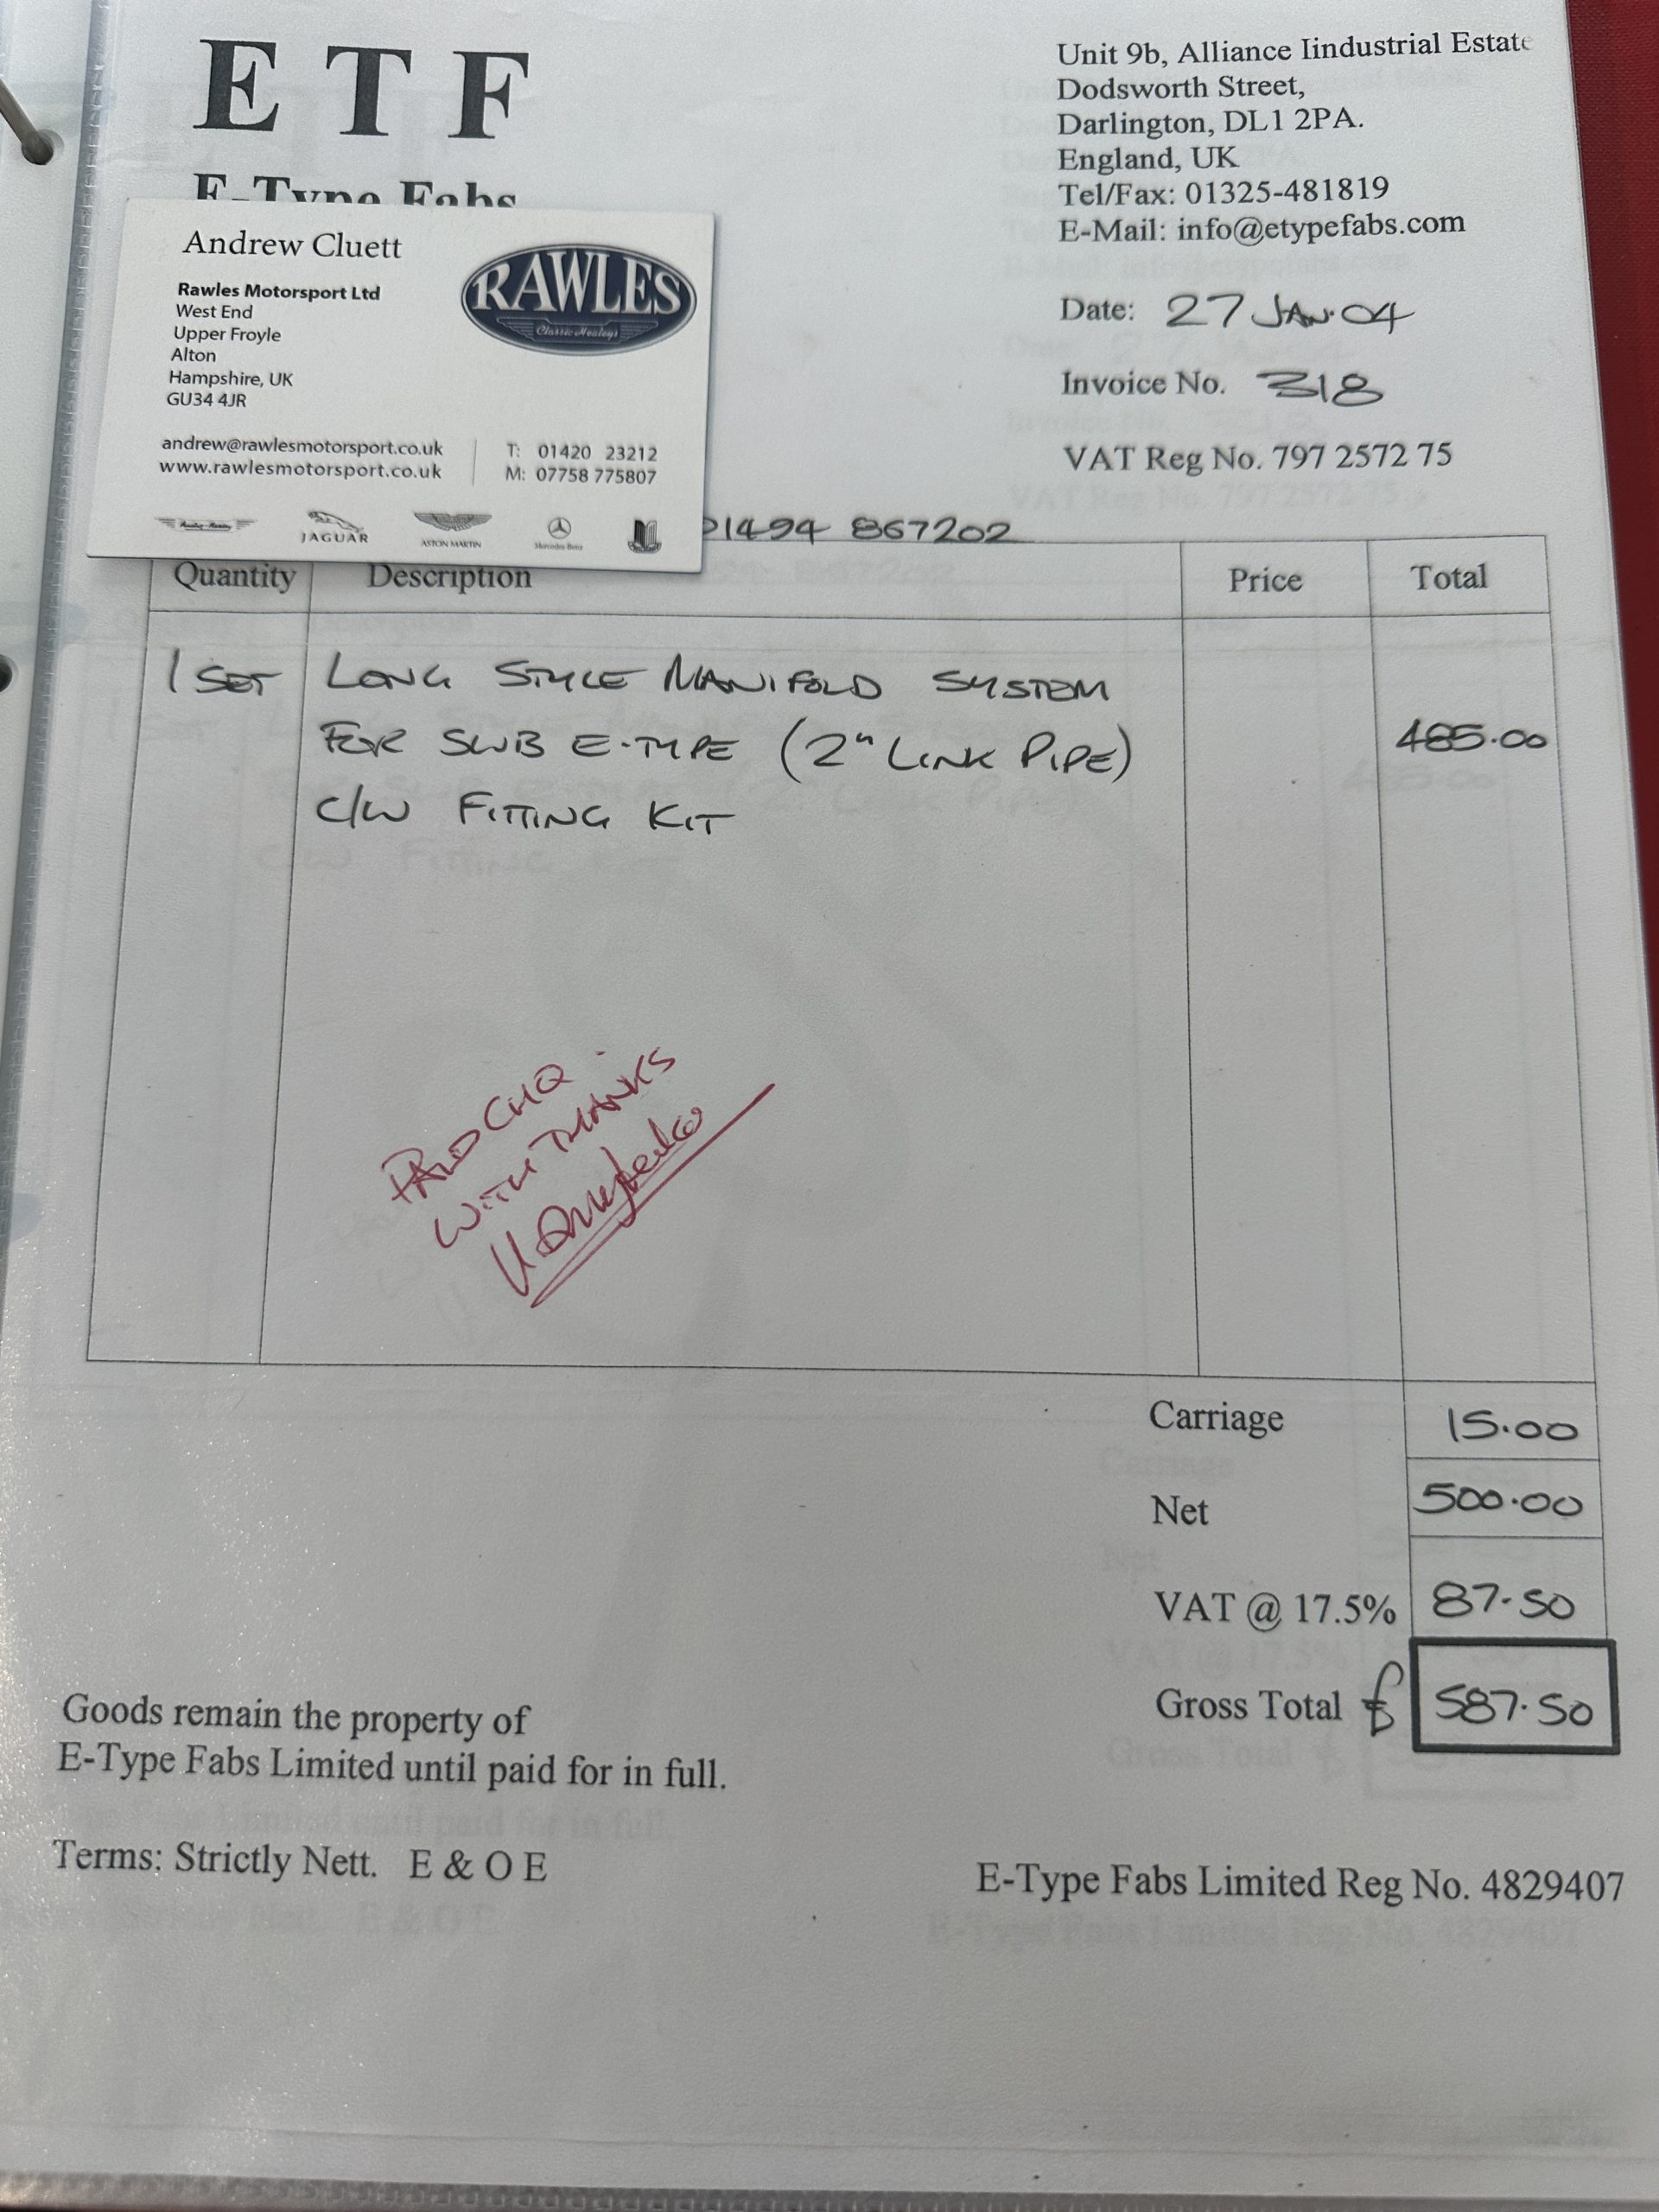 E T F
E-Type Fabs
Unit 9b, Alliance Iindustrial Estate
Dodsworth Street,
Darlington, DL1 2PA.
England, UK
Tel/Fax: 01325-481819
E-Mail: info@etypefabs.com
Date: 27 JAN.04
Invoice No. 318
VAT Reg No. 797 2572 75
Andrew Cluett
RAWLES
Classic Healeys
Rawles Motorsport Ltd
West End
Upper Froyle
Alton
Hampshire, UK
GU34 4JR
andrew@rawlesmotorsport.co.uk
www.rawlesmotorsport.co.uk
T: 01420 23212
M: 07758 775807
JAGUAR
ASTON MARTIN
Mercedes-Benz
01494 867202
Quantity Description Price Total
1 SET LONG STYLE MANIFOLD SYSTEM
FOR SWB E-TYPE (2" LINK PIPE) 485.00
C/W FITTING KIT
PAID CHQ
WITH THANKS
Carriage 15.00
Net 500.00
VAT @ 17.5% 87.50
Gross Total £ 587.50
Goods remain the property of
E-Type Fabs Limited until paid for in full.
Terms: Strictly Nett. E & O E
E-Type Fabs Limited Reg No. 4829407